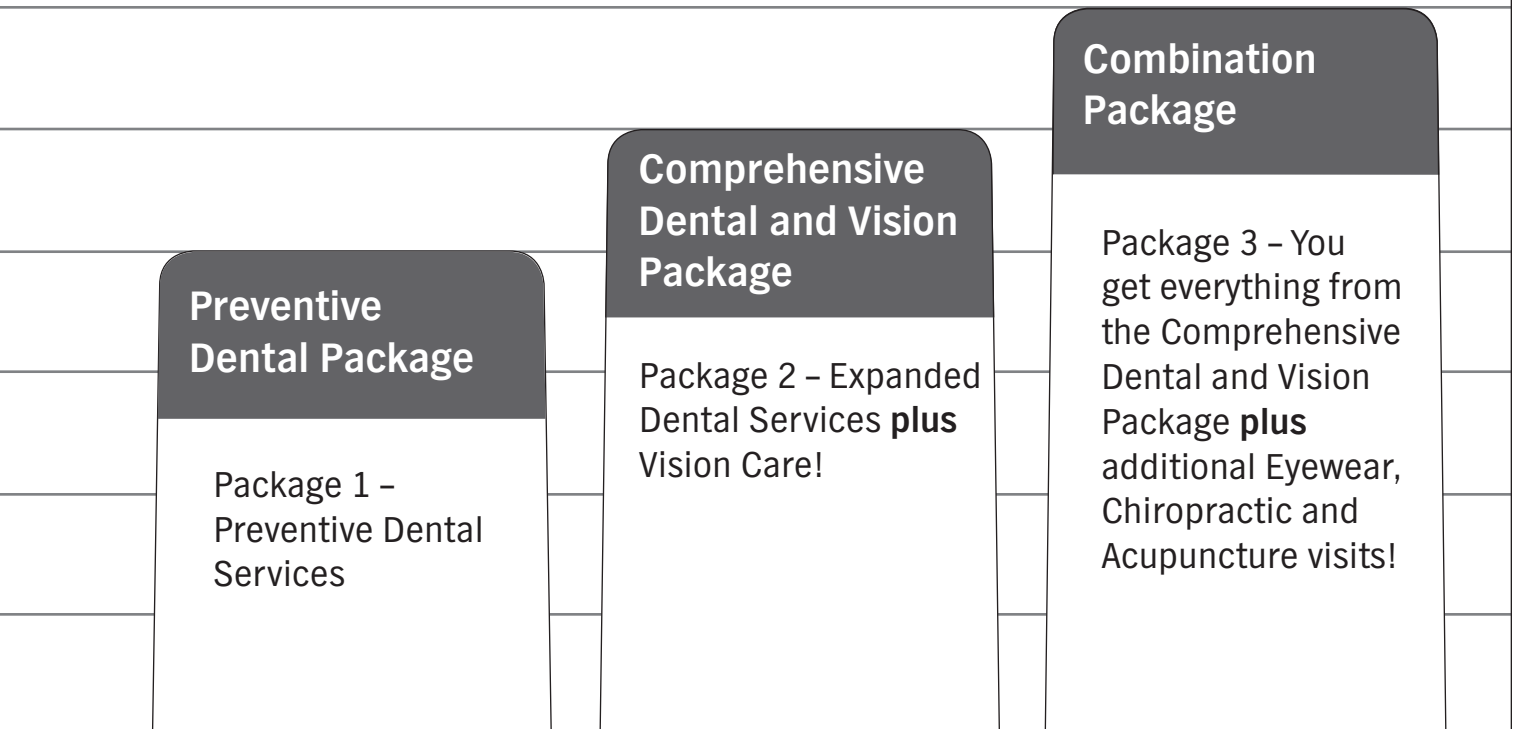 Preventive
Dental Package
Package 1 – 
Preventive Dental
Services
Comprehensive
Dental and Vision
Package
Package 2 – Expanded
Dental Services plus
Vision Care!
Combination
Package
Package 3 – You
get everything from
the Comprehensive
Dental and Vision
Package plus
additional Eyewear,
Chiropractic and
Acupuncture visits!